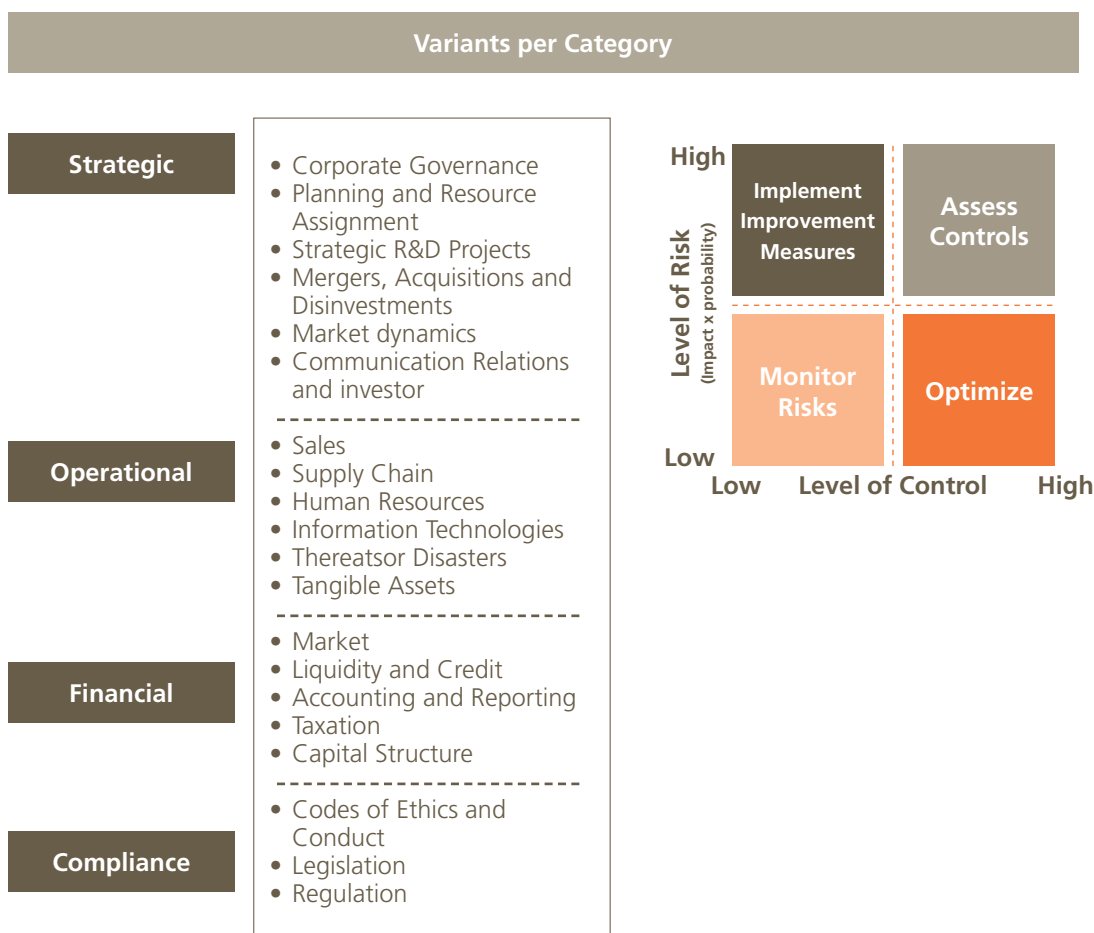 Variants per Category
Strategic
• Corporate Governance
• Planning and Resource
Assignment
• Strategic R&D Projects
• Mergers, Acquisitions and
Disinvestments
• Market dynamics
• Communication Relations
and investor
Operational
• Sales
• Supply Chain
• Human Resources
• Information Technologies
• Thereatsor Disasters
• Tangible Assets
Financial
• Market
• Liquidity and Credit
• Accounting and Reporting
• Taxation
• Capital Structure
Compliance
• Codes of Ethics and
Conduct
• Legislation
• Regulation
High
Level of Risk
(Impact x probability)
Low
Implement
Improvement
Measures
Assess
Controls
Monitor
Risks
Optimize
Low Level of Control High